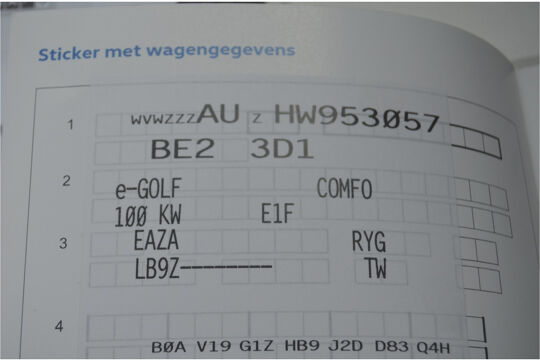 Sticker met wagengegevens
1 WVWZZZAU Z HW953057
BE2 3D1
2 e-GOLF COMFO
100 KW E1F
3 EAZA RYG
LB9Z-------- TW
4
B0A V19 G1Z HB9 J2D D83 Q4H